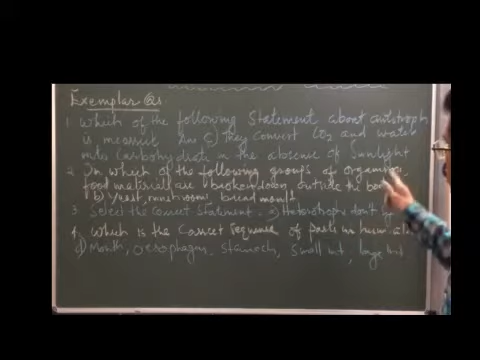 Exemplar Qs
1. Which of the following Statement about autotroph
is incorrect Ans c) They convert CO2 and water
into Carbohydrate in the absence of Sunlight
2. In which of the following groups of organism
food material are broken down outside the body
b) Yeast, mushroom bread mould
3. Select the Correct Statement - a) Heterotrophs don't
4. Which is the Correct Sequence of parts in human
d) Mouth, oesophagus, Stomach, Small int, large int